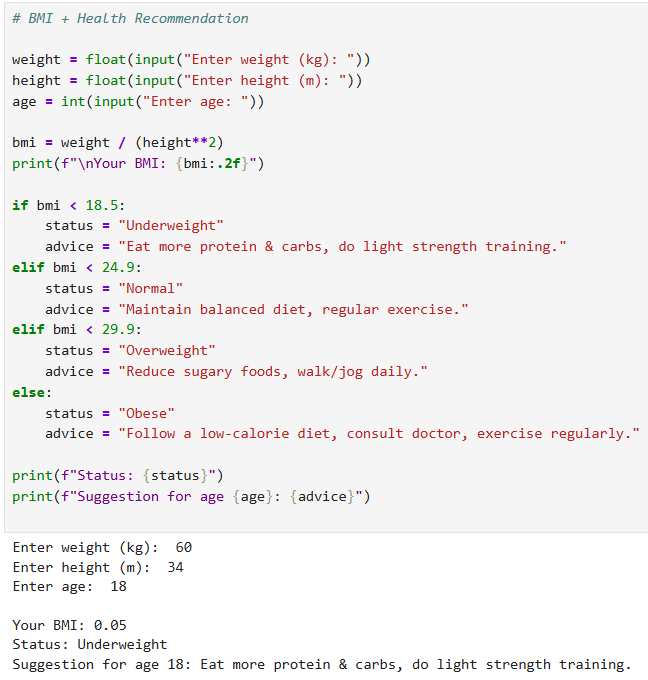 # BMI + Health Recommendation
weight = float(input("Enter weight (kg): "))
height = float(input("Enter height (m): "))
age = int(input("Enter age: "))
bmi = weight / (height**2)
print(f"\nYour BMI: {bmi:.2f}")
if bmi < 18.5:
    status = "Underweight"
    advice = "Eat more protein & carbs, do light strength training."
elif bmi < 24.9:
    status = "Normal"
    advice = "Maintain balanced diet, regular exercise."
elif bmi < 29.9:
    status = "Overweight"
    advice = "Reduce sugary foods, walk/jog daily."
else:
    status = "Obese"
    advice = "Follow a low-calorie diet, consult doctor, exercise regularly."
print(f"Status: {status}")
print(f"Suggestion for age {age}: {advice}")
Enter weight (kg):  60
Enter height (m):  34
Enter age:  18
Your BMI: 0.05
Status: Underweight
Suggestion for age 18: Eat more protein & carbs, do light strength training.